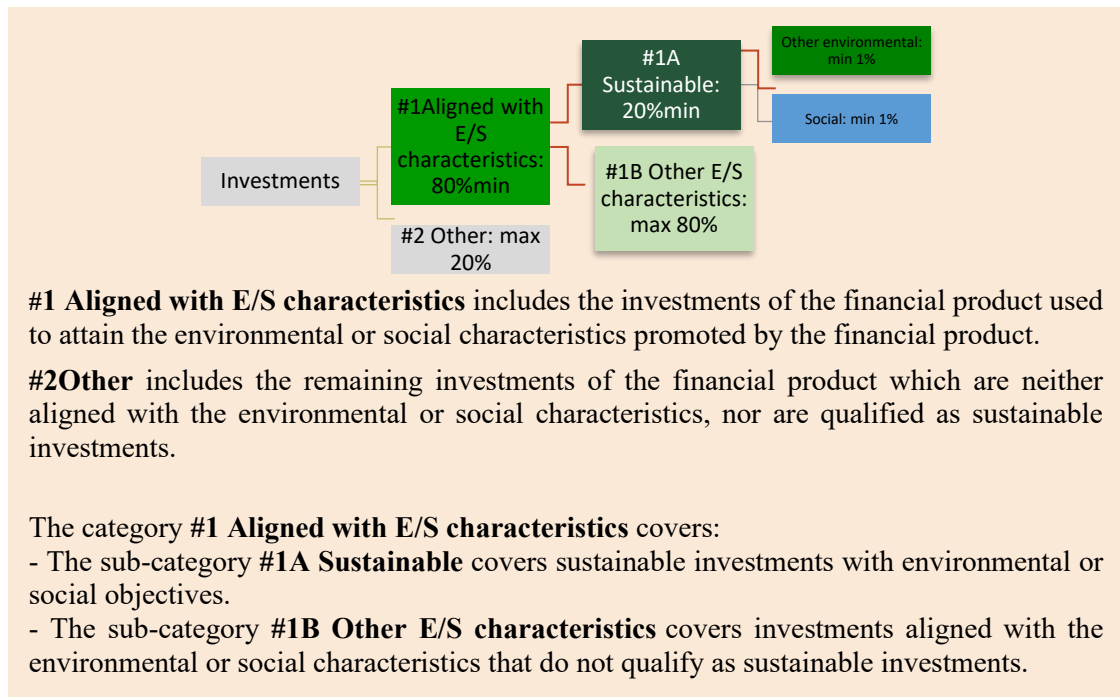 Investments
#1Aligned with
E/S
characteristics:
80%min
#2 Other: max
20%
#1A
Sustainable:
20%min
#1B Other E/S
characteristics:
max 80%
Other environmental:
min 1%
Social: min 1%
#1 Aligned with E/S characteristics includes the investments of the financial product used
to attain the environmental or social characteristics promoted by the financial product.
#2Other includes the remaining investments of the financial product which are neither
aligned with the environmental or social characteristics, nor are qualified as sustainable
investments.
The category #1 Aligned with E/S characteristics covers:
- The sub-category #1A Sustainable covers sustainable investments with environmental or
social objectives.
- The sub-category #1B Other E/S characteristics covers investments aligned with the
environmental or social characteristics that do not qualify as sustainable investments.